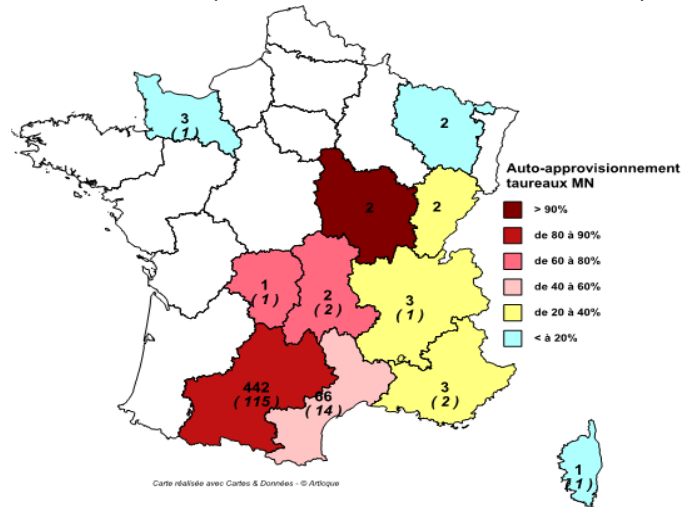 3
( 1 )
2
Auto-approvisionnement
taureaux MN
> 90%
de 80 à 90%
de 60 à 80%
de 40 à 60%
de 20 à 40%
< à 20%
2
2
1
( 1 )
2
( 2 )
3
( 1 )
442
( 115 )
66
( 14 )
3
( 2 )
1
( 1 )
Carte réalisée avec Cartes & Données - © Artique